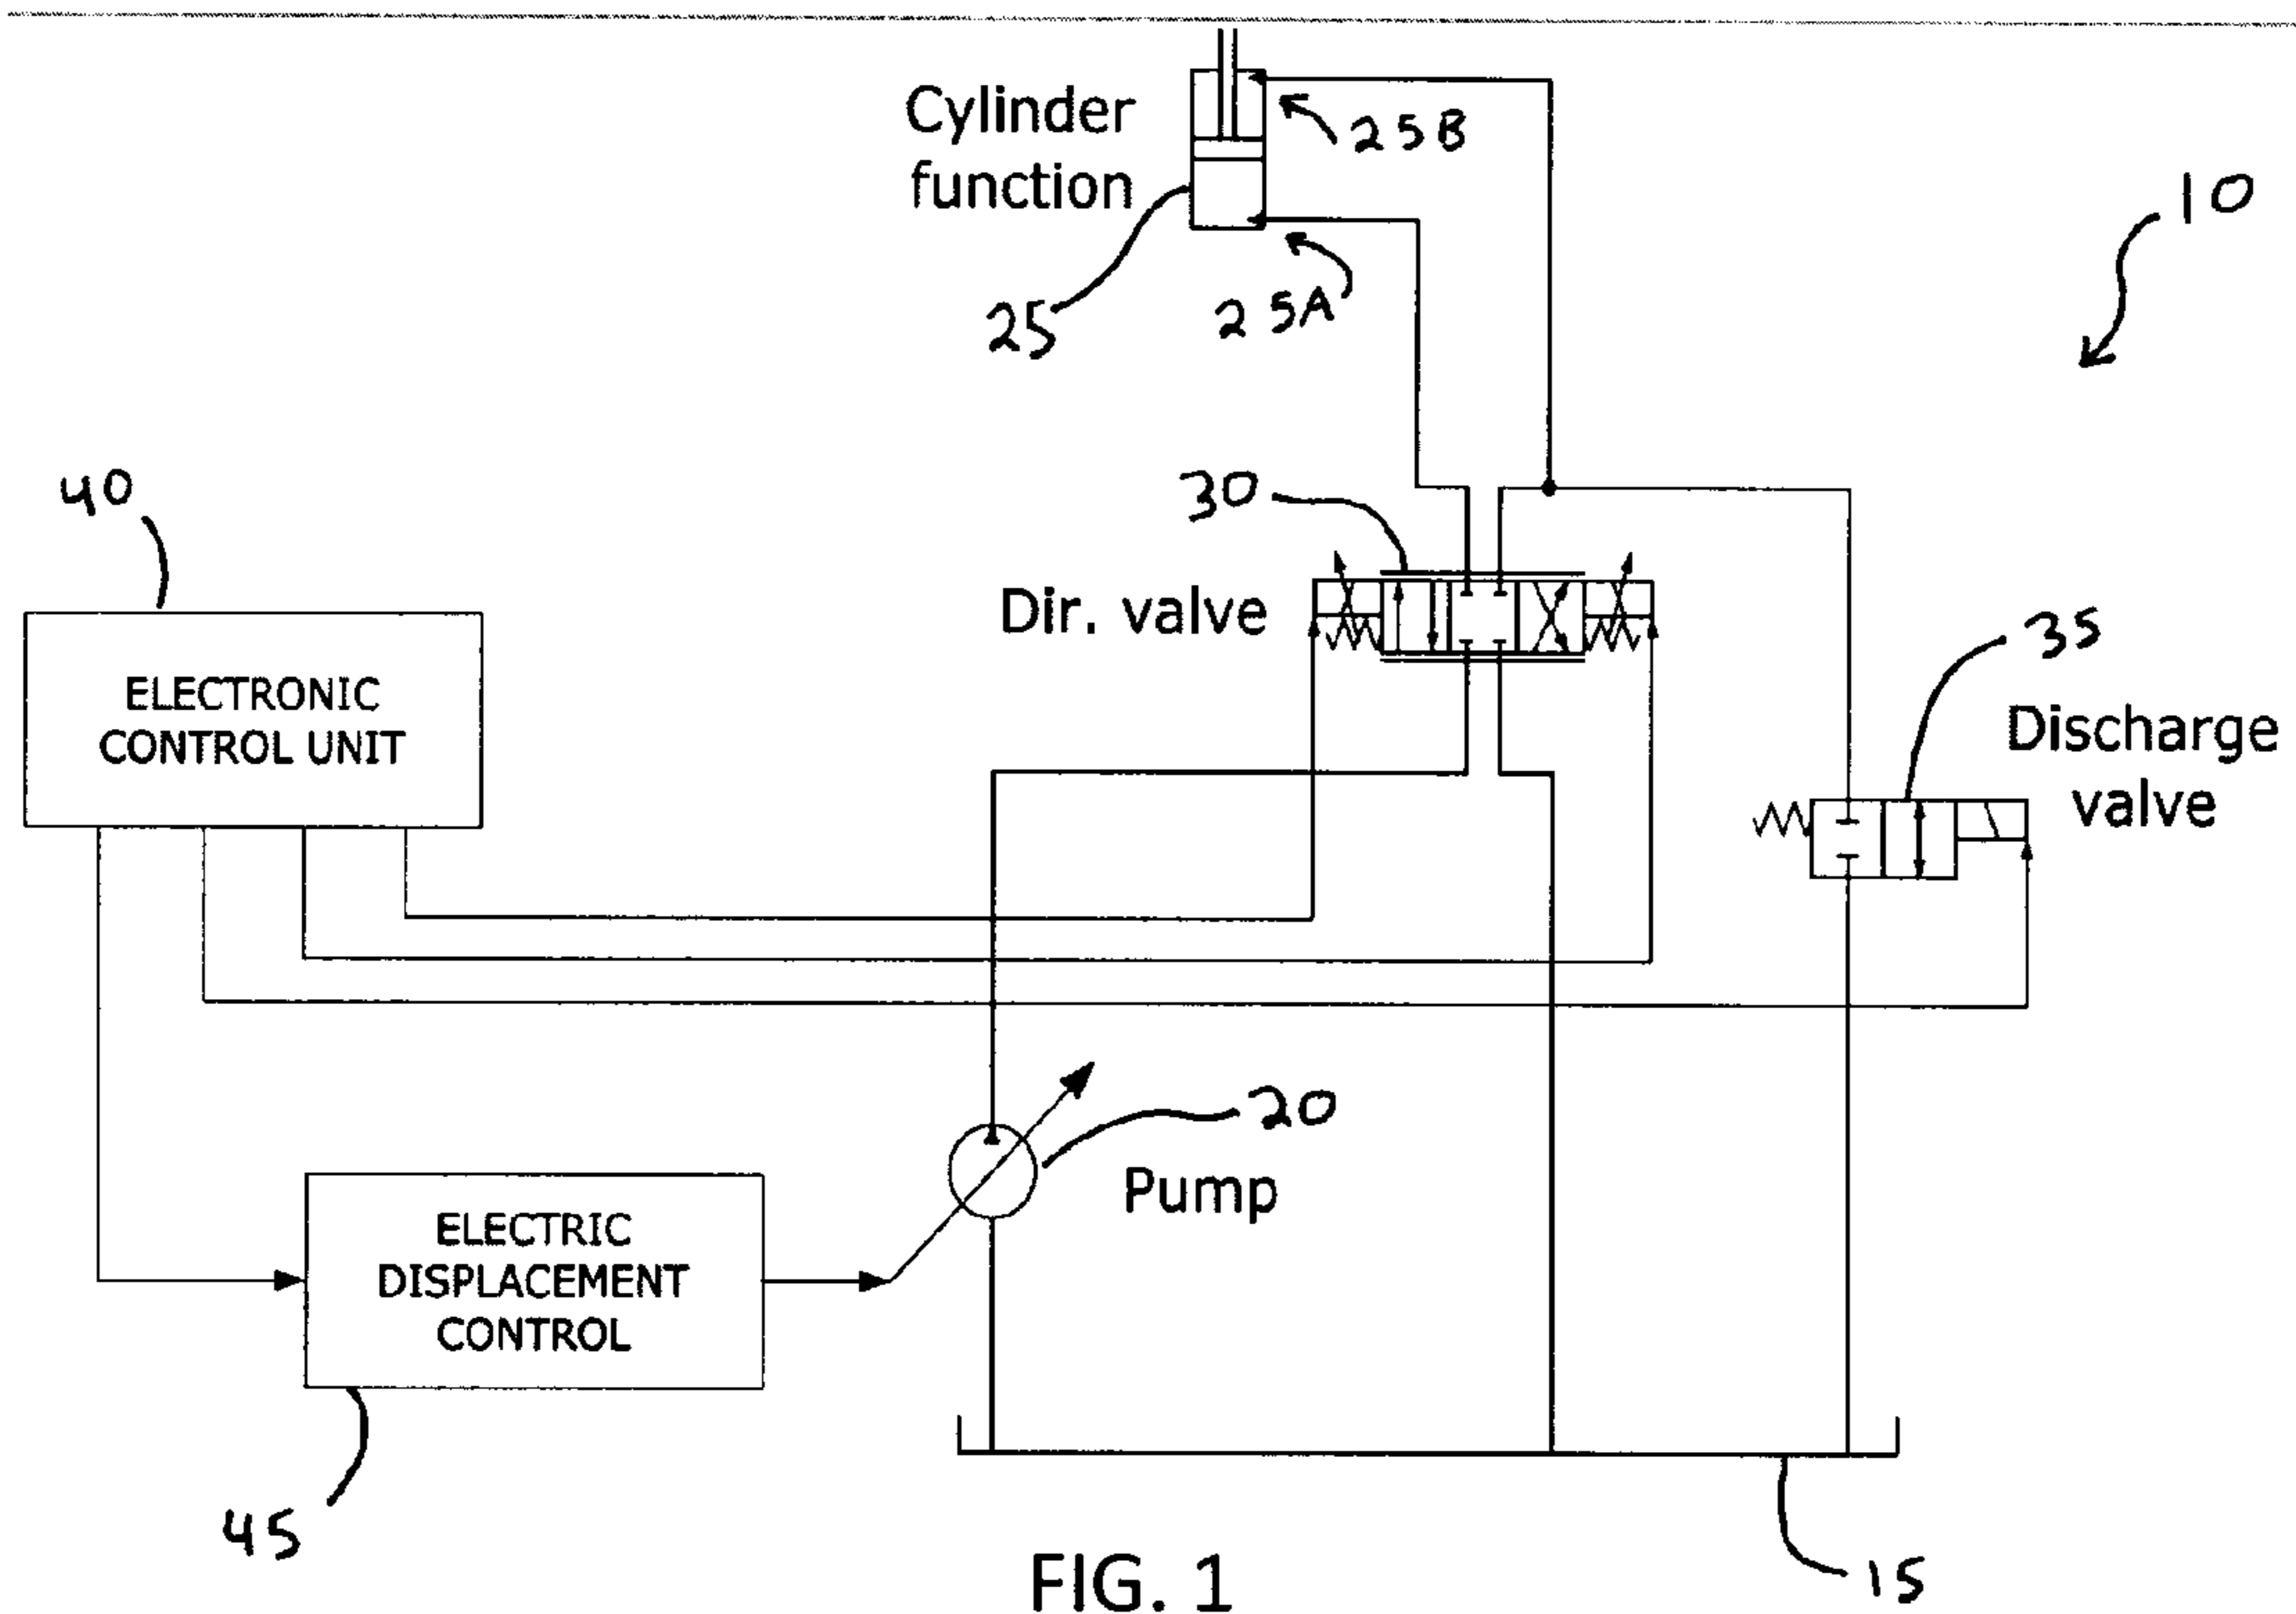 Cylinder
function
25B
25A
25
10
40
30
Dir. valve
35
Discharge
valve
ELECTRONIC
CONTROL UNIT
20
Pump
ELECTRIC
DISPLACEMENT
CONTROL
45
15
FIG. 1